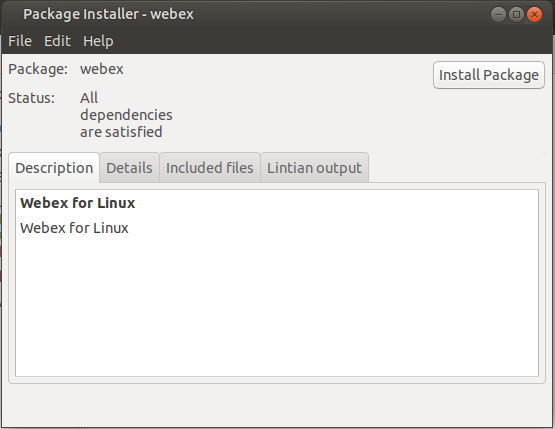 Package Installer - webex
File Edit Help
Package: webex
Install Package
Status: All
dependencies
are satisfied
Description Details Included files Lintian output
Webex for Linux
Webex for Linux